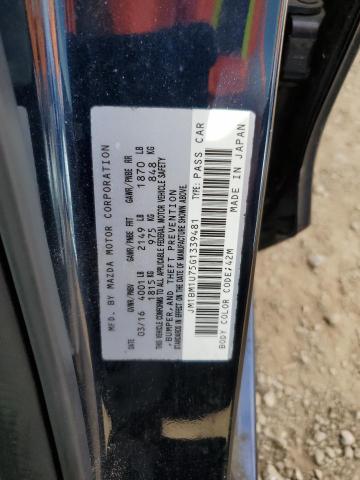 MFD. BY MAZDA MOTOR CORPORATION
DATE GVWR/PNBV GAWR/PNBE FRT GAWR/PNBE RR
03/16 4001 LB 2149 LB 1870 LB
1815 KG 975 KG 848 KG
THIS VEHICLE CONFORMS TO ALL APPLICABLE FEDERAL MOTOR VEHICLE SAFETY
, BUMPER, AND THEFT PREVENTION
STANDARDS IN EFFECT ON THE DATE OF MANUFACTURE SHOWN ABOVE.
JM1BM1U75G1339481 TYPE: PASS CAR
MADE IN JAPAN
BODY COLOR CODE: 42M